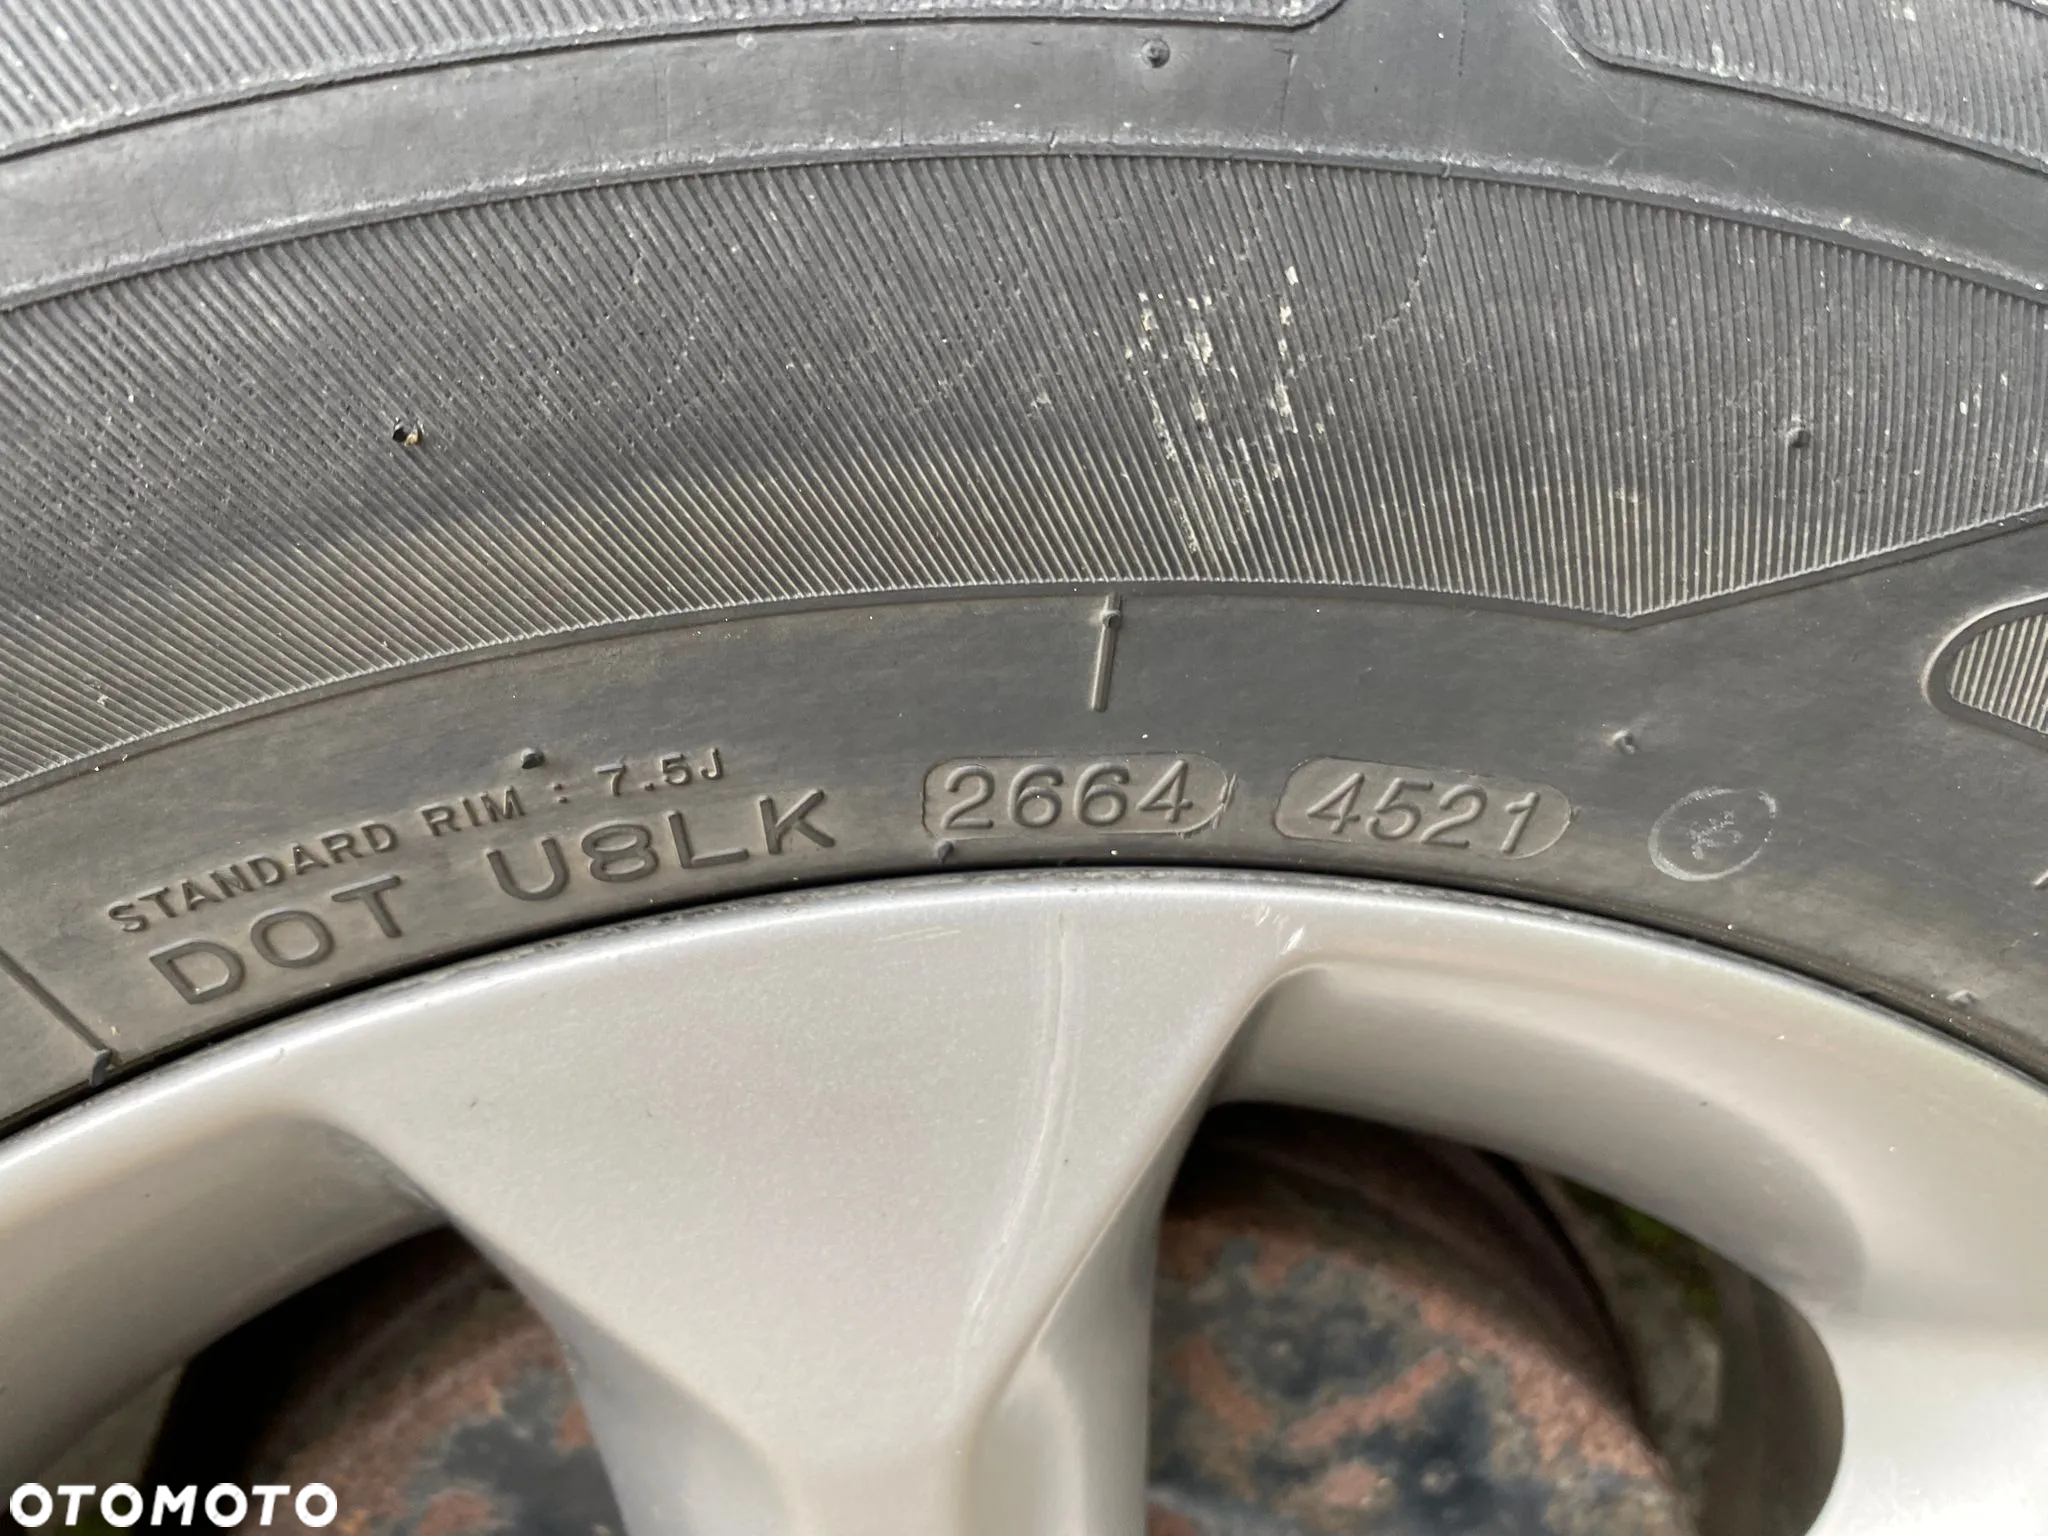 STANDARD RIM : 7.5J
DOT U8LK 2664 4521
OTOMOTO